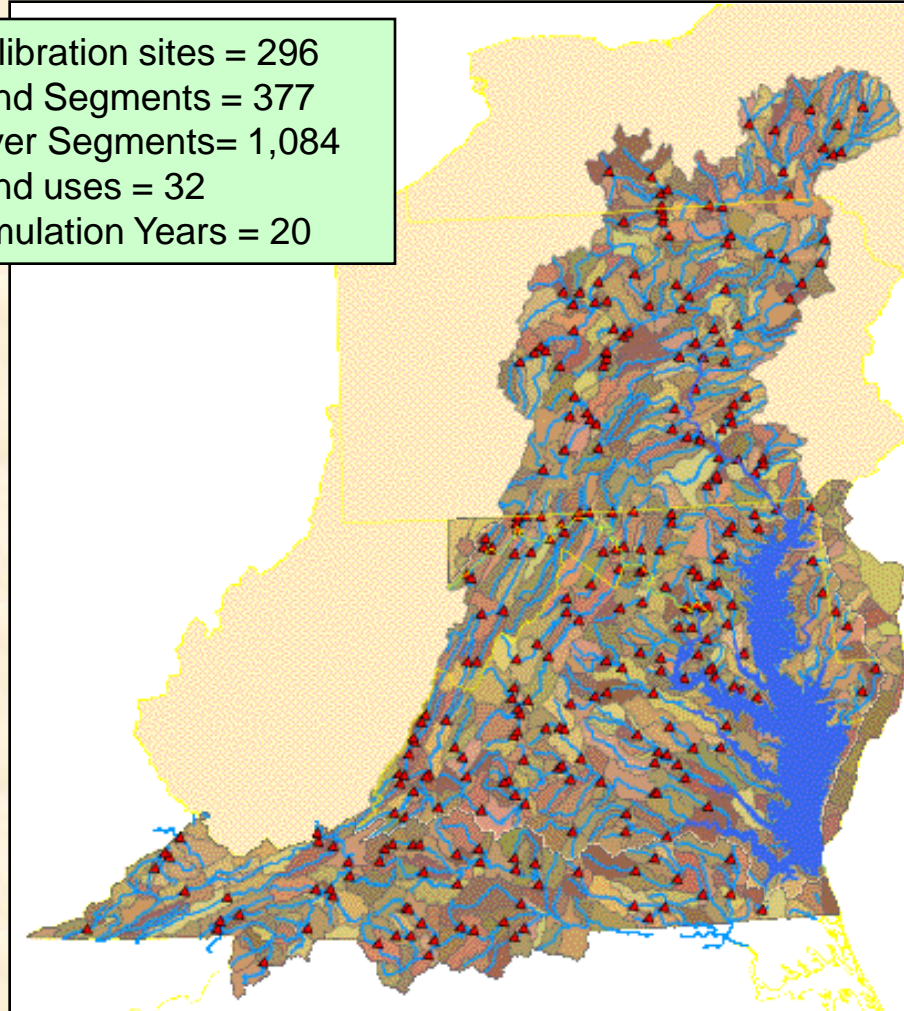 libration sites = 296
nd Segments = 377
ver Segments= 1,084
nd uses = 32
mulation Years = 20